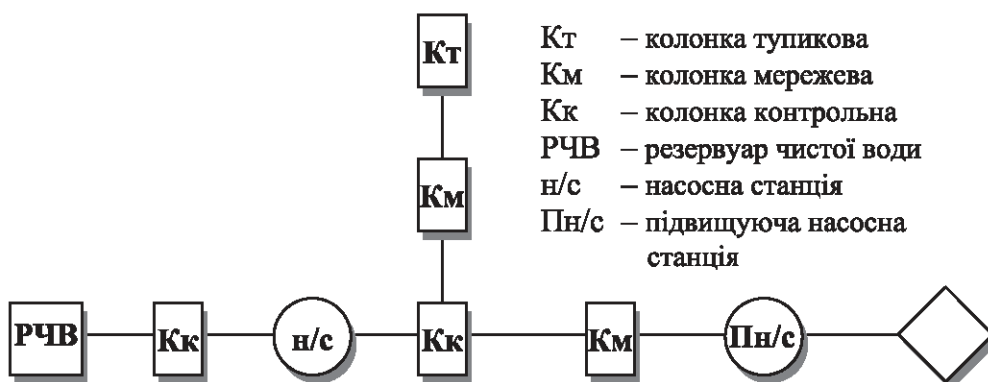 Кт
Км
Кт – колонка тупикова
Км – колонка мережева
Кк – колонка контрольна
РЧВ – резервуар чистої води
н/с – насосна станція
Пн/с – підвищуюча насосна
станція
РЧВ Кк н/с Кк Км Пн/с